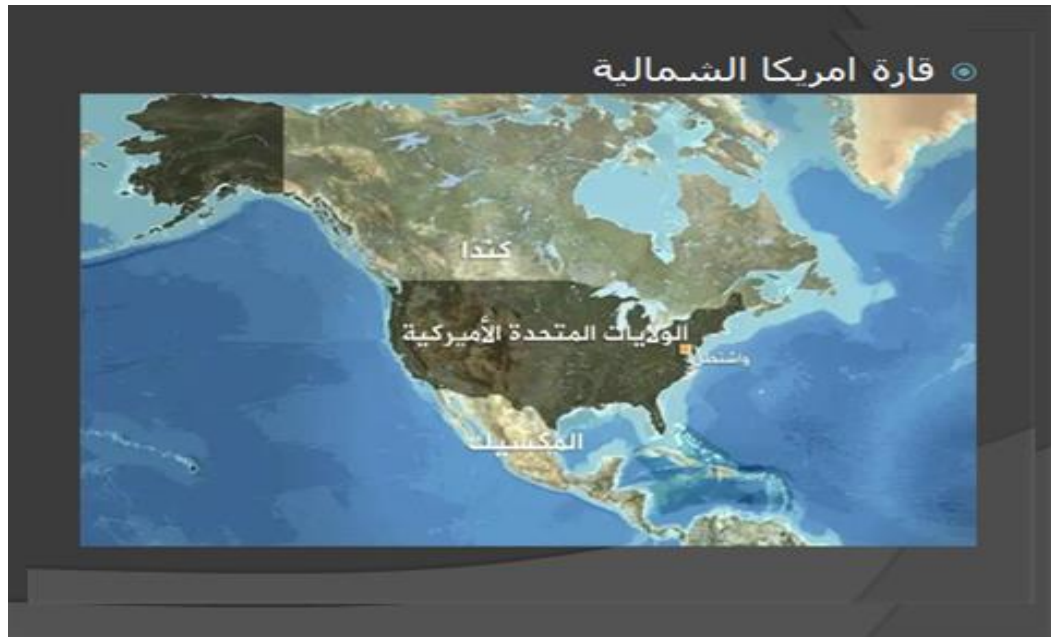 قارة امريكا الشمالية
كندا
الولايات المتحدة الأميركية
واشنطن
المكسيك